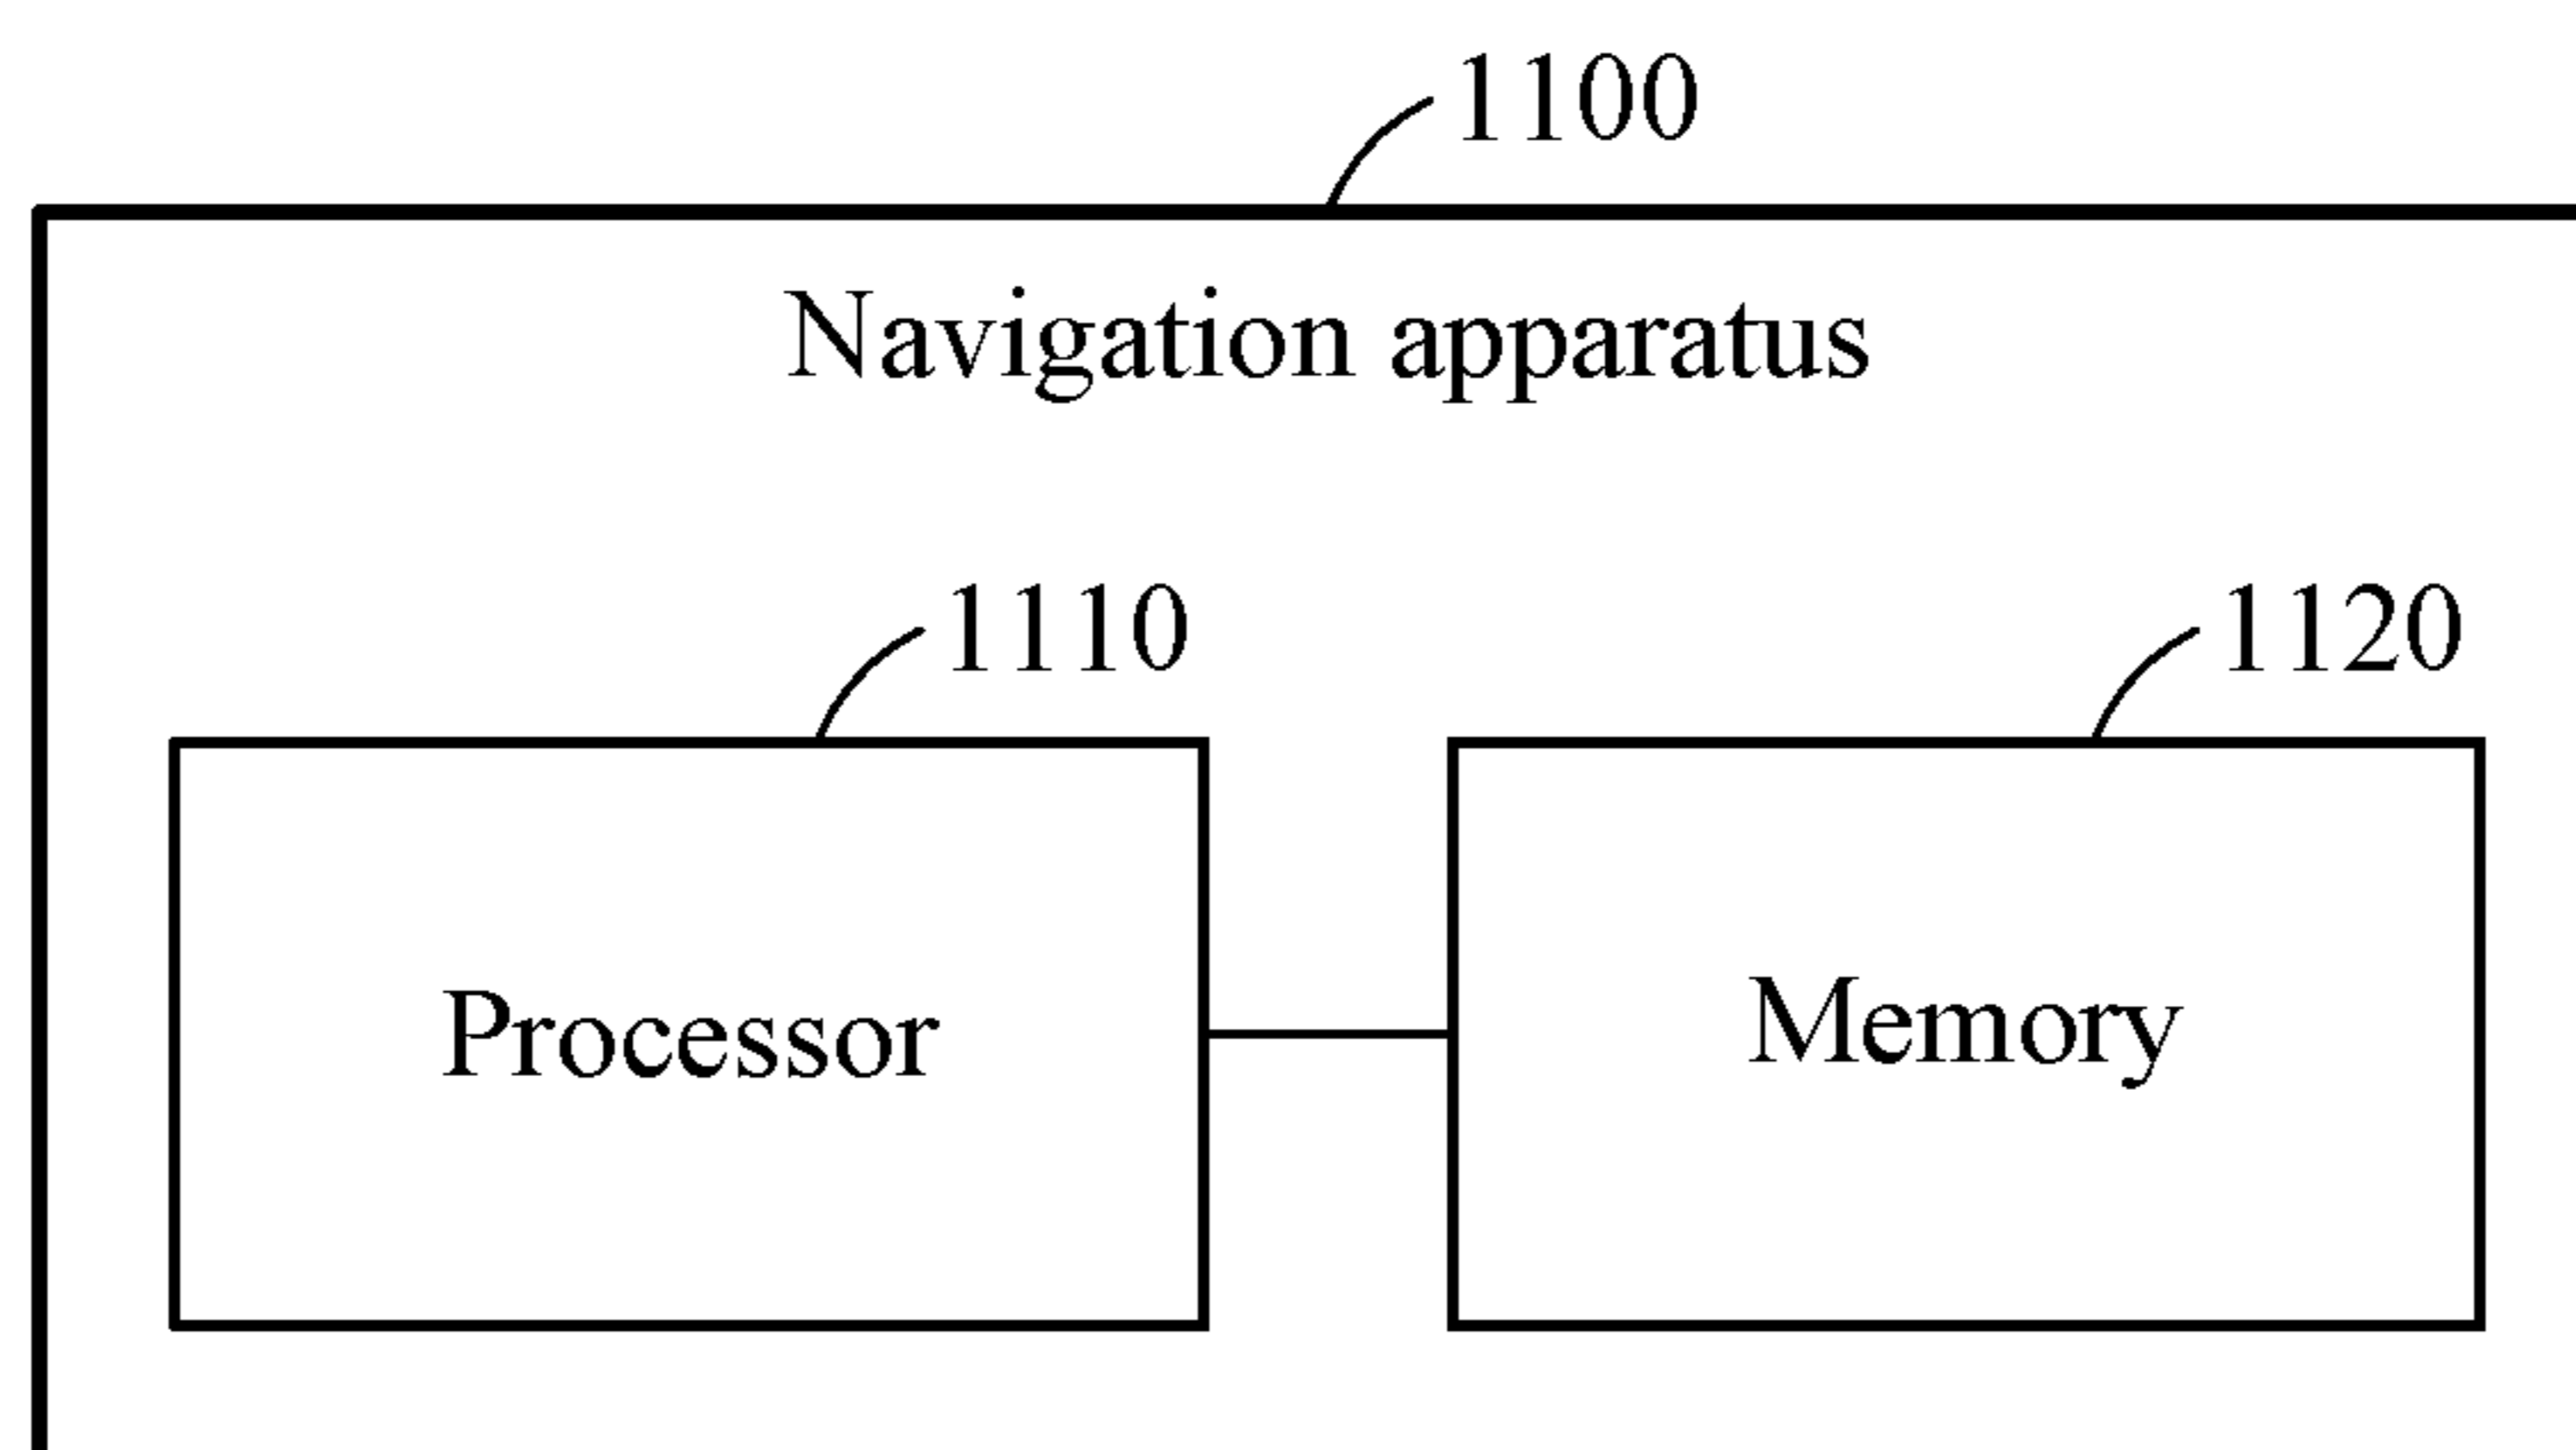 1100
Navigation apparatus
1110
1120
Processor
Memory